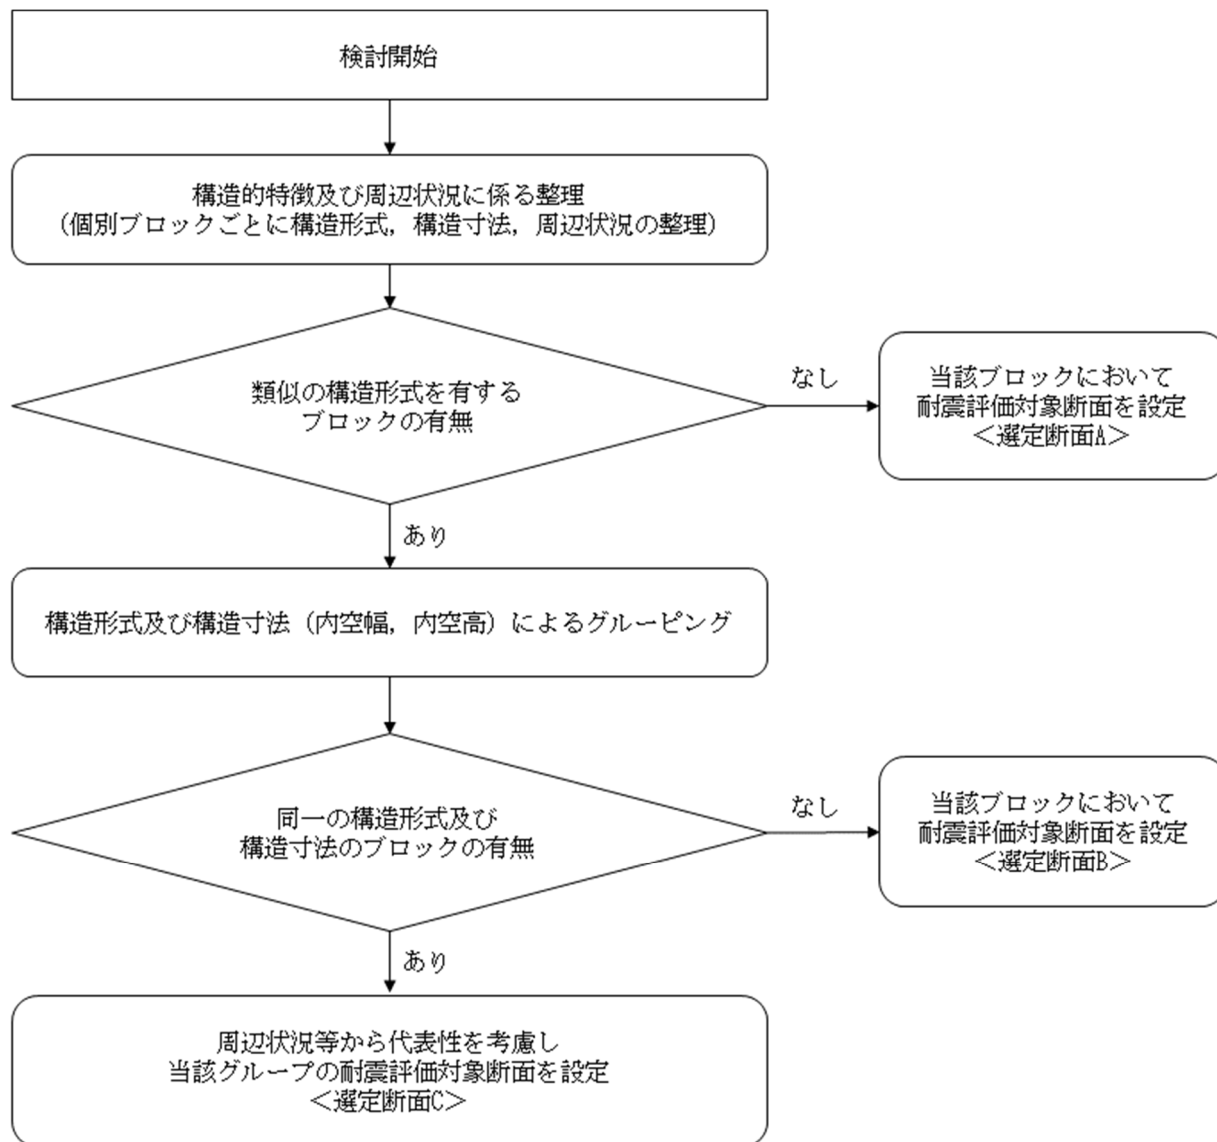 検討開始
構造的特徴及び周辺状況に係る整理
(個別ブロックごとに構造形式，構造寸法，周辺状況の整理)
類似の構造形式を有する
ブロックの有無
なし
当該ブロックにおいて
耐震評価対象断面を設定
＜選定断面A＞
あり
構造形式及び構造寸法（内空幅，内空高）によるグルーピング
同一の構造形式及び
構造寸法のブロックの有無
なし
当該ブロックにおいて
耐震評価対象断面を設定
＜選定断面B＞
あり
周辺状況等から代表性を考慮し
当該グループの耐震評価対象断面を設定
＜選定断面C＞